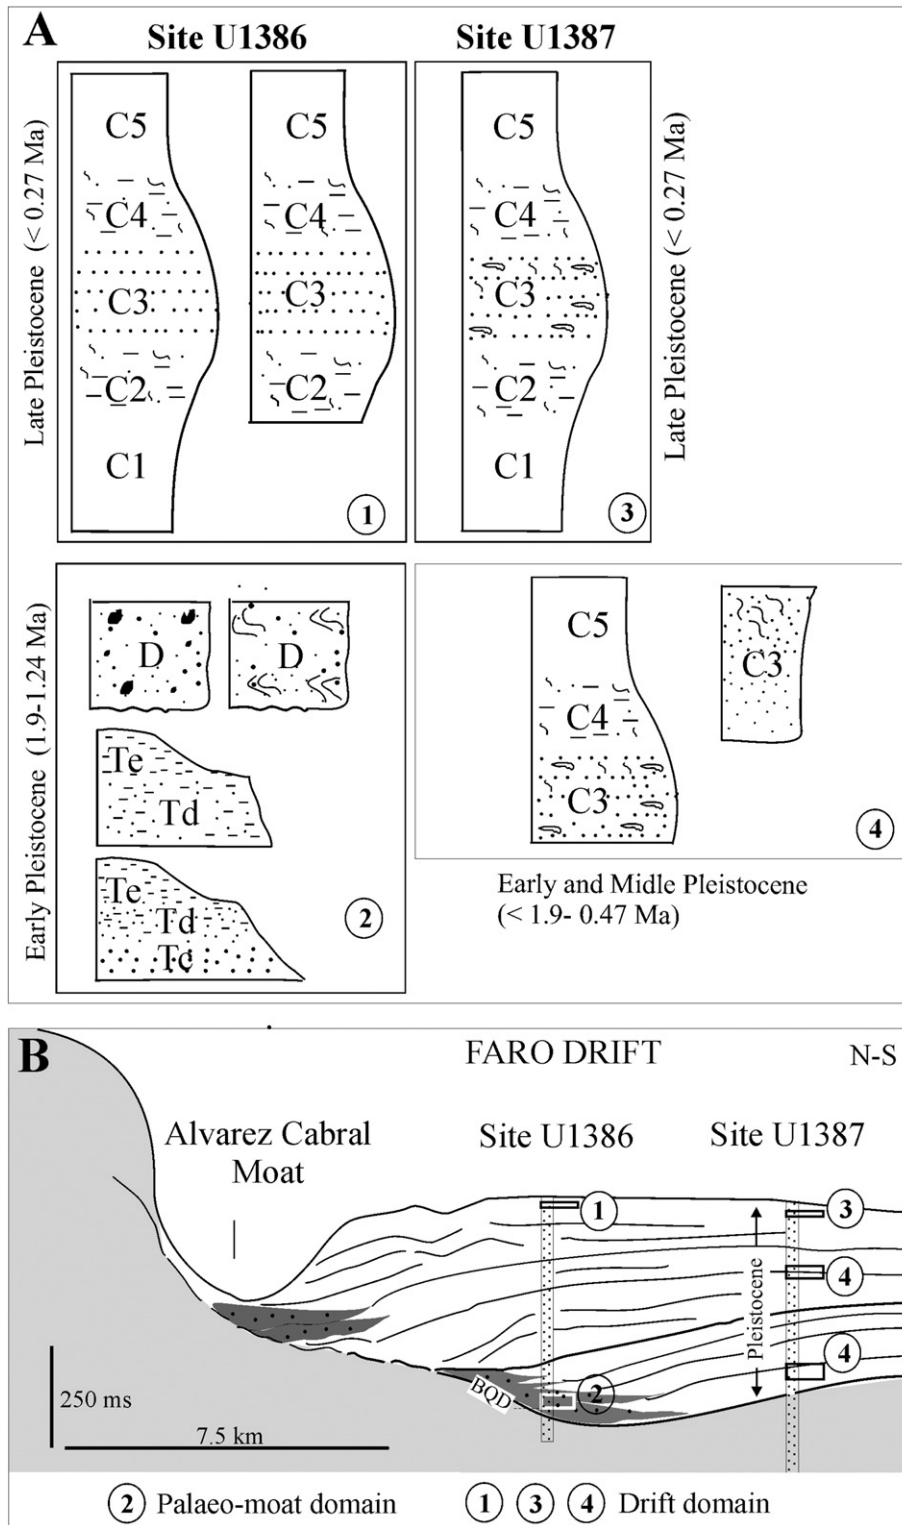 A
Site U1386
Site U1387
Late Pleistocene (< 0.27 Ma)
C5
C4
C3
C2
C1
C5
C4
C3
C2
1
C5
C4
C3
C2
C1
3
Late Pleistocene (< 0.27 Ma)
Early Pleistocene (1.9-1.24 Ma)
D
D
Te
Td
Te
Td
Tc
2
C5
C4
C3
C3
4
Early and Midle Pleistocene
(< 1.9- 0.47 Ma)
B
FARO DRIFT
N-S
Alvarez Cabral
Moat
Site U1386
Site U1387
1
3
4
4
Pleistocene
BQD
2
250 ms
7.5 km
2 Palaeo-moat domain
1 3 4 Drift domain